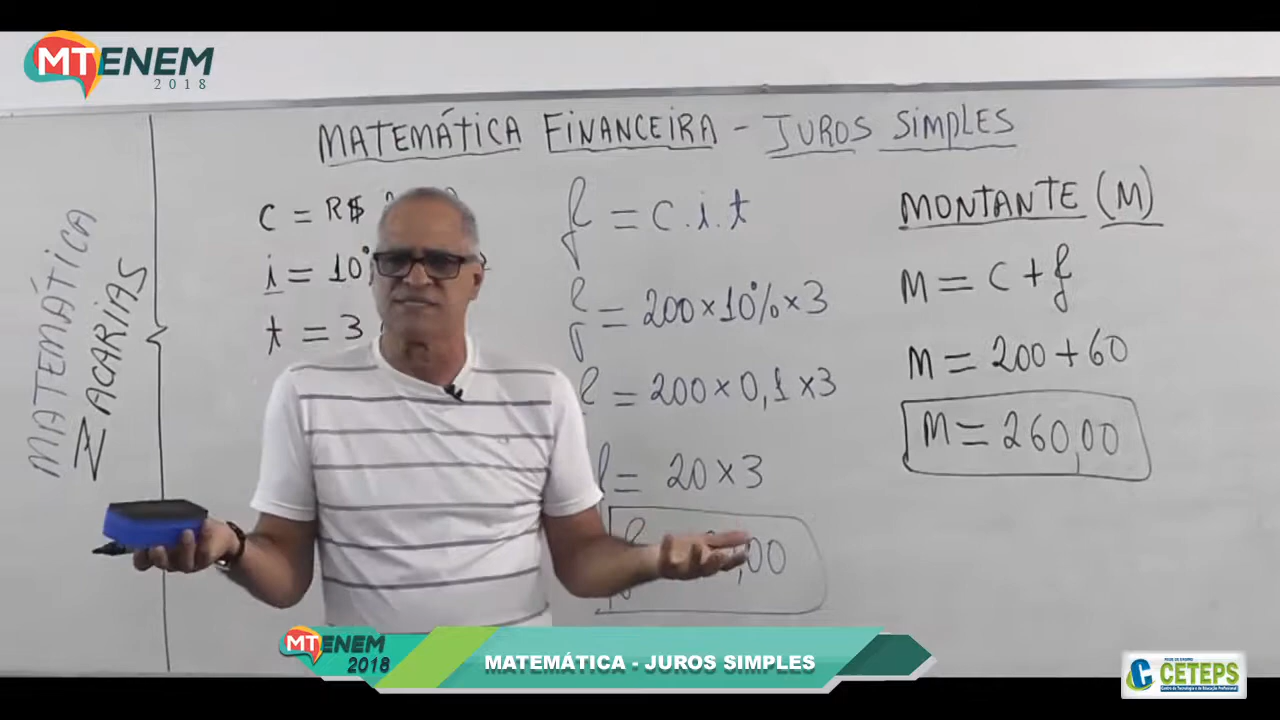 MTENEM
2018
MATEMÁTICA FINANCEIRA - JUROS SIMPLES
MATEMÁTICA
ZACARIAS
C = R$
i = 10%
t = 3
J = C.i.t
J = 200×10%×3
J = 200×0,1×3
J = 20×3
J ,00
MONTANTE (M)
M = C + J
M = 200+60
M = 260,00
MTENEM
2018
MATEMÁTICA - JUROS SIMPLES
CETEPS